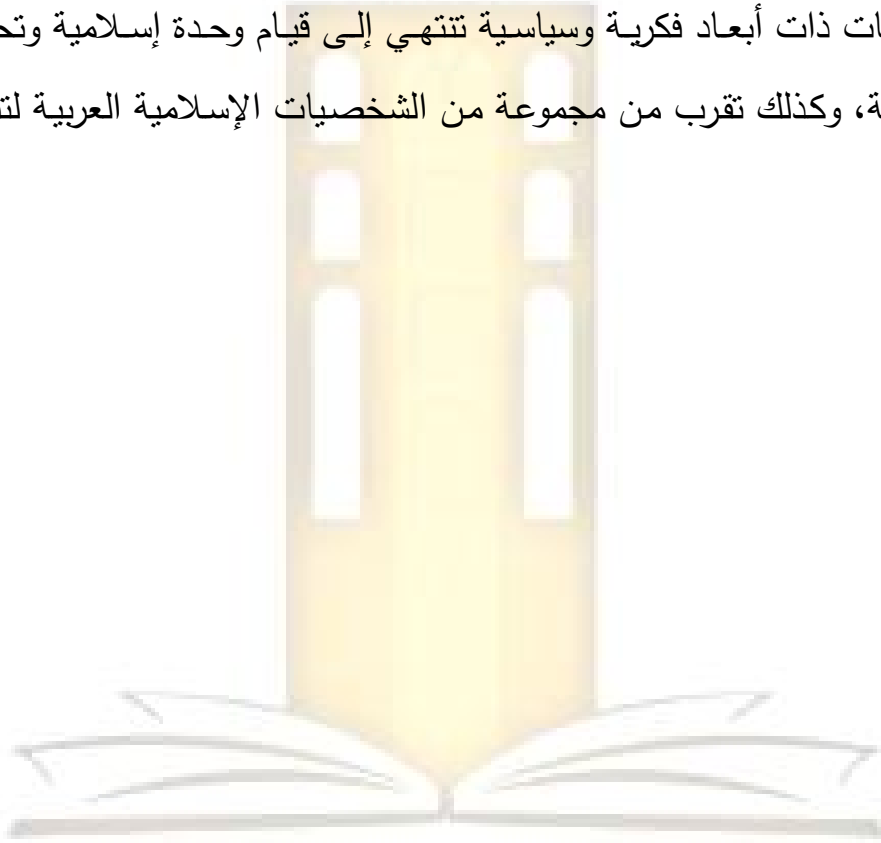 ات ذات أبعاد فكرية وسياسية تنتهي إلى قيام وحدة إسلامية وتح
ة، وكذلك تقرب من مجموعة من الشخصيات الإسلامية العربية لت